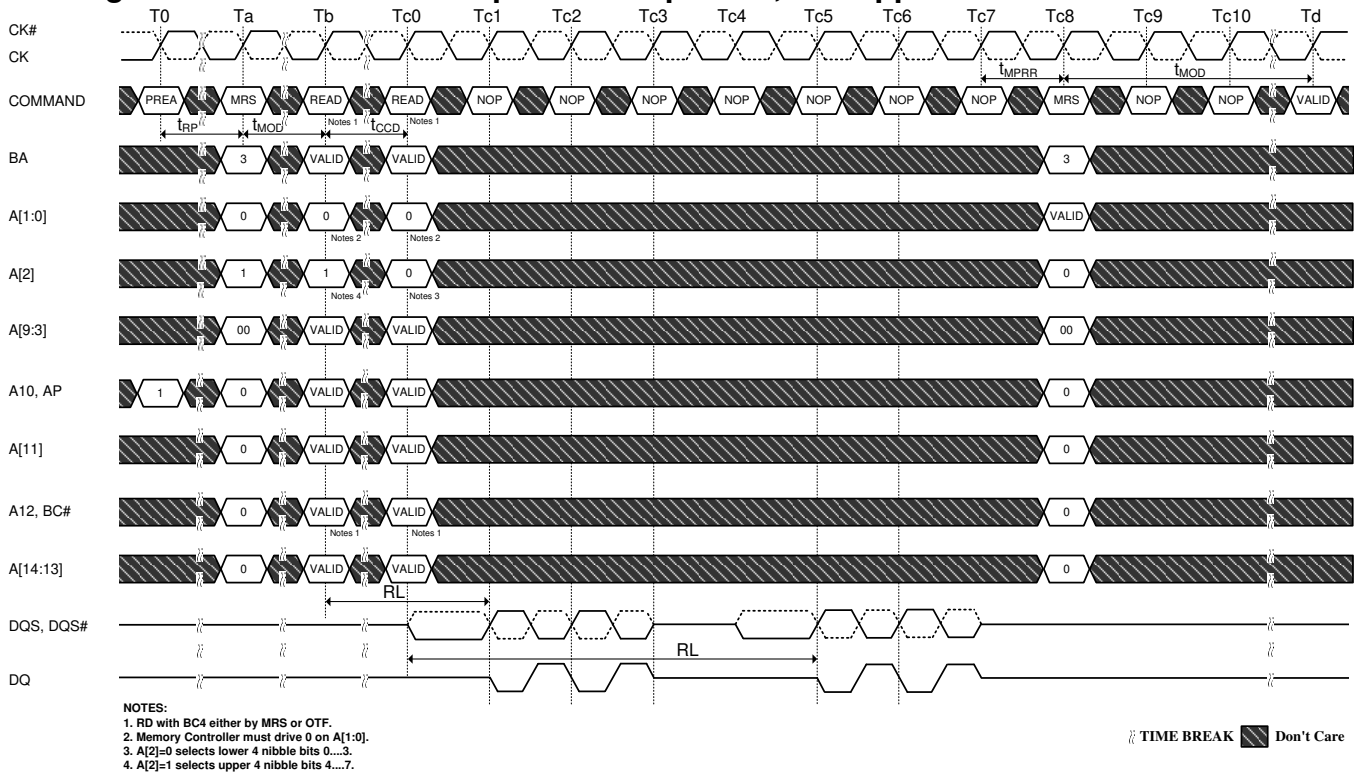 T0 Ta Tb Tc0 Tc1 Tc2 Tc3 Tc4 Tc5 Tc6 Tc7 Tc8 Tc9 Tc10 Td
CK#
CK
tMPRR tMOD
COMMAND PREA MRS READ READ NOP NOP NOP NOP NOP NOP NOP MRS NOP NOP VALID
Notes 1 Notes 1
tRP tMOD tCCD
BA 3 VALID VALID 3
A[1:0] 0 0 0 VALID
Notes 2 Notes 2
A[2] 1 1 0 0
Notes 4 Notes 3
A[9:3] 00 VALID VALID 00
A10, AP 1 0 VALID VALID 0
A[11] 0 VALID VALID 0
A12, BC# 0 VALID VALID 0
Notes 1 Notes 1
A[14:13] 0 VALID VALID 0
RL
DQS, DQS#
RL
DQ
NOTES:
1. RD with BC4 either by MRS or OTF.
2. Memory Controller must drive 0 on A[1:0].
3. A[2]=0 selects lower 4 nibble bits 0....3.
4. A[2]=1 selects upper 4 nibble bits 4....7.
TIME BREAK Don't Care